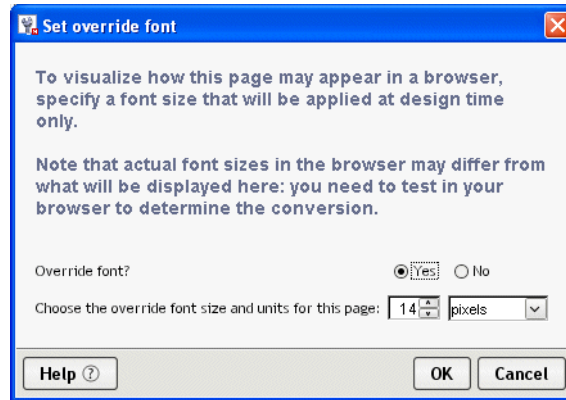 Set override font
To visualize how this page may appear in a browser,
specify a font size that will be applied at design time
only.
Note that actual font sizes in the browser may differ from
what will be displayed here: you need to test in your
browser to determine the conversion.
Override font? Yes No
Choose the override font size and units for this page: 14 pixels
Help ? OK Cancel